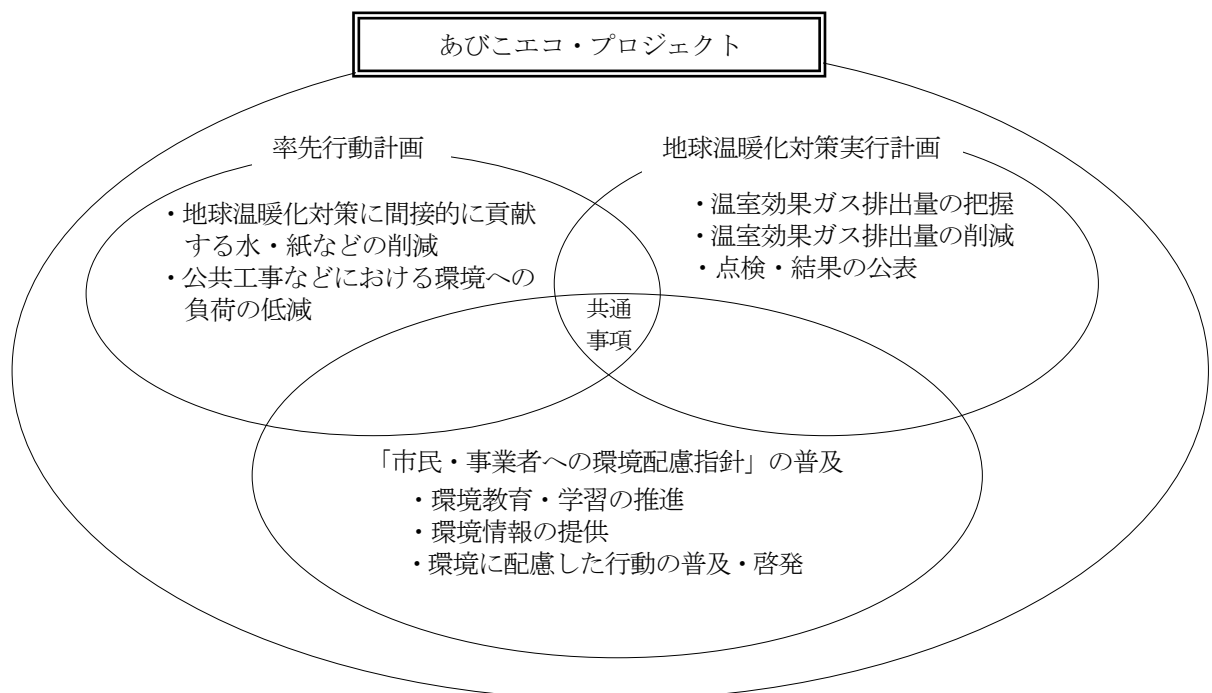 あびこエコ・プロジェクト
率先行動計画
・地球温暖化対策に間接的に貢献
する水・紙などの削減
・公共工事などにおける環境への
負荷の低減
地球温暖化対策実行計画
・温室効果ガス排出量の把握
・温室効果ガス排出量の削減
・点検・結果の公表
共通
事項
「市民・事業者への環境配慮指針」の普及
・環境教育・学習の推進
・環境情報の提供
・環境に配慮した行動の普及・啓発